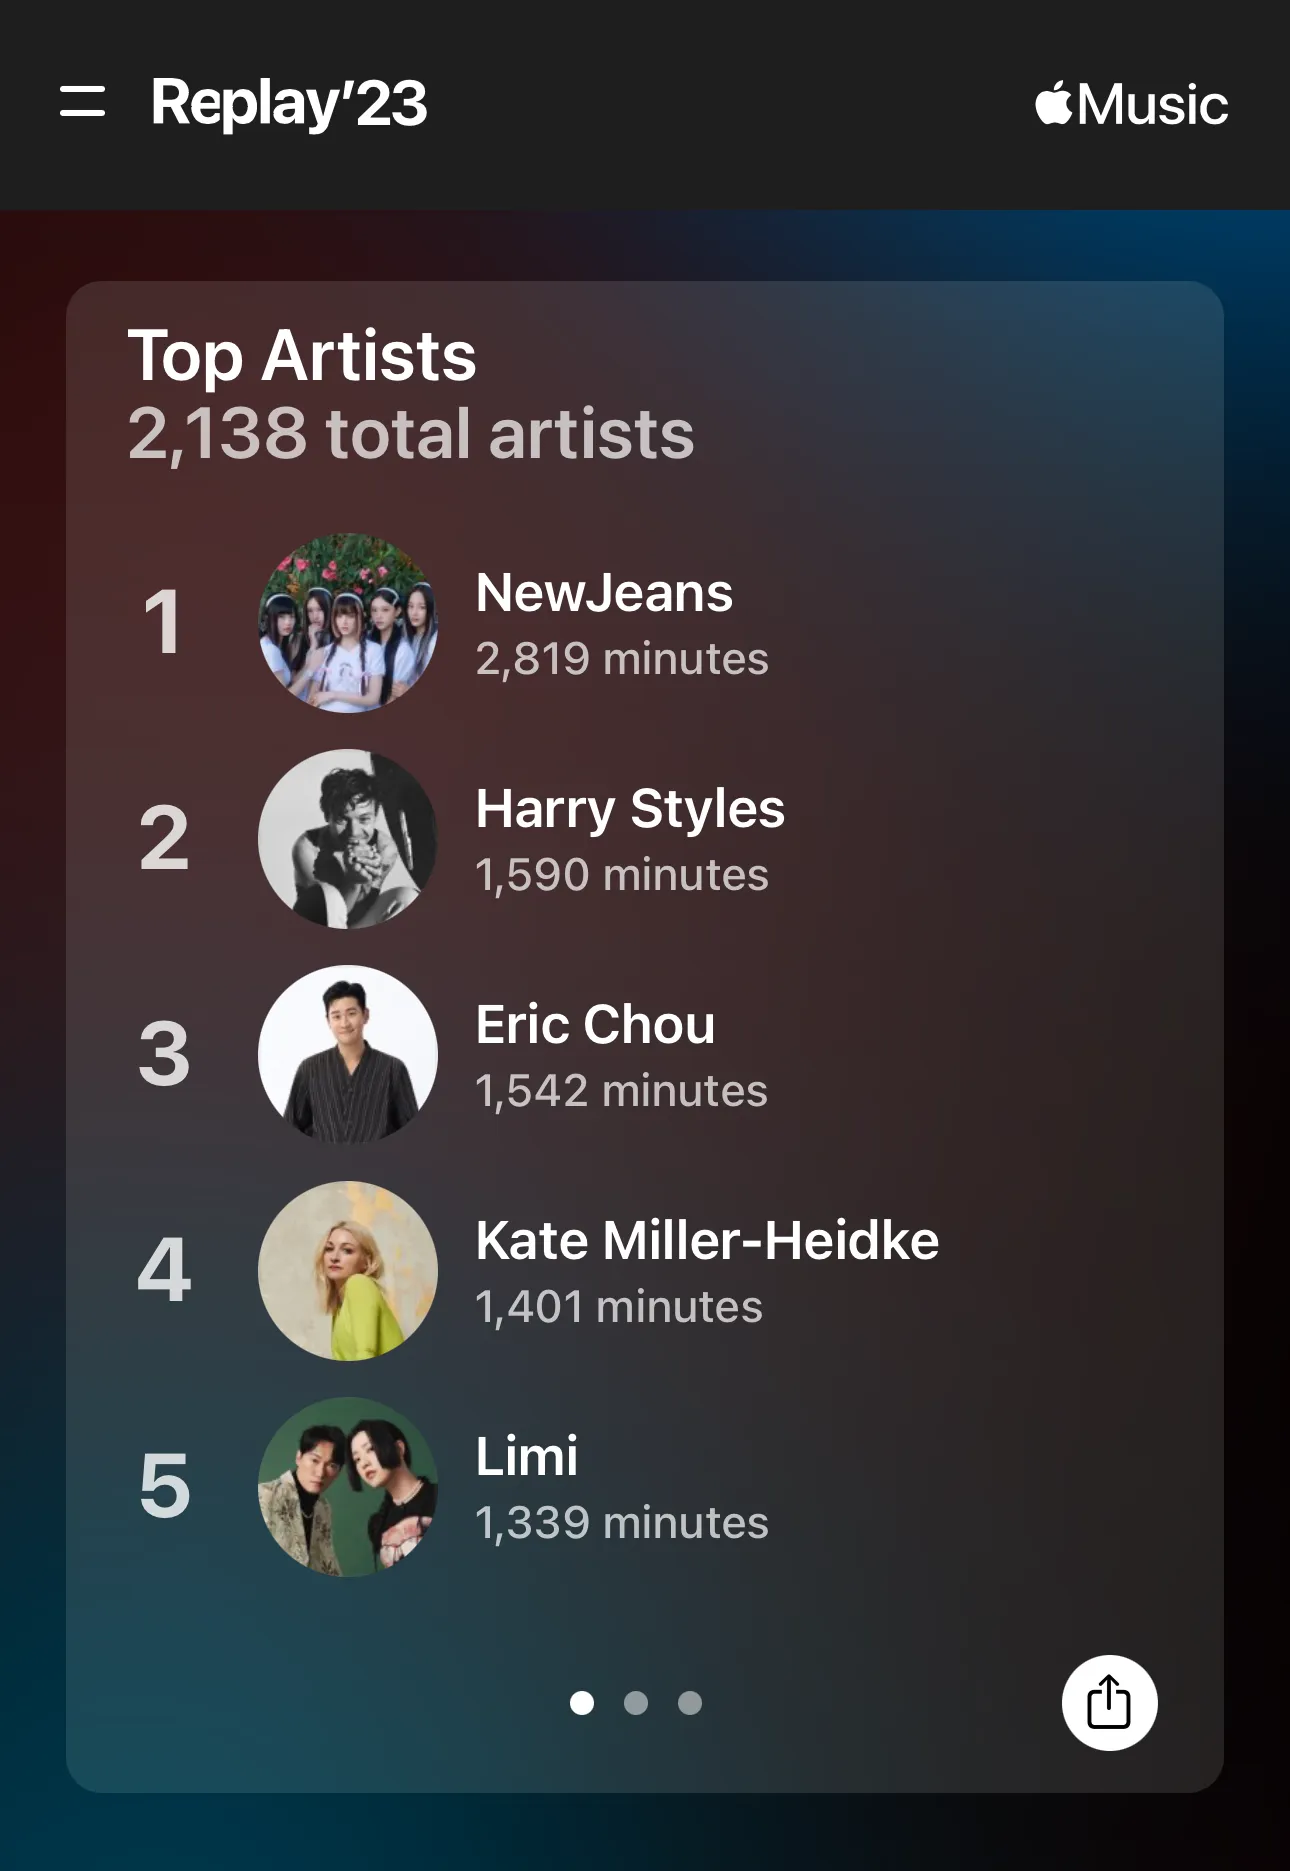 Replay'23
Music
Top Artists
2,138 total artists
1
NewJeans
2,819 minutes
2
Harry Styles
1,590 minutes
3
Eric Chou
1,542 minutes
4
Kate Miller-Heidke
1,401 minutes
5
Limi
1,339 minutes